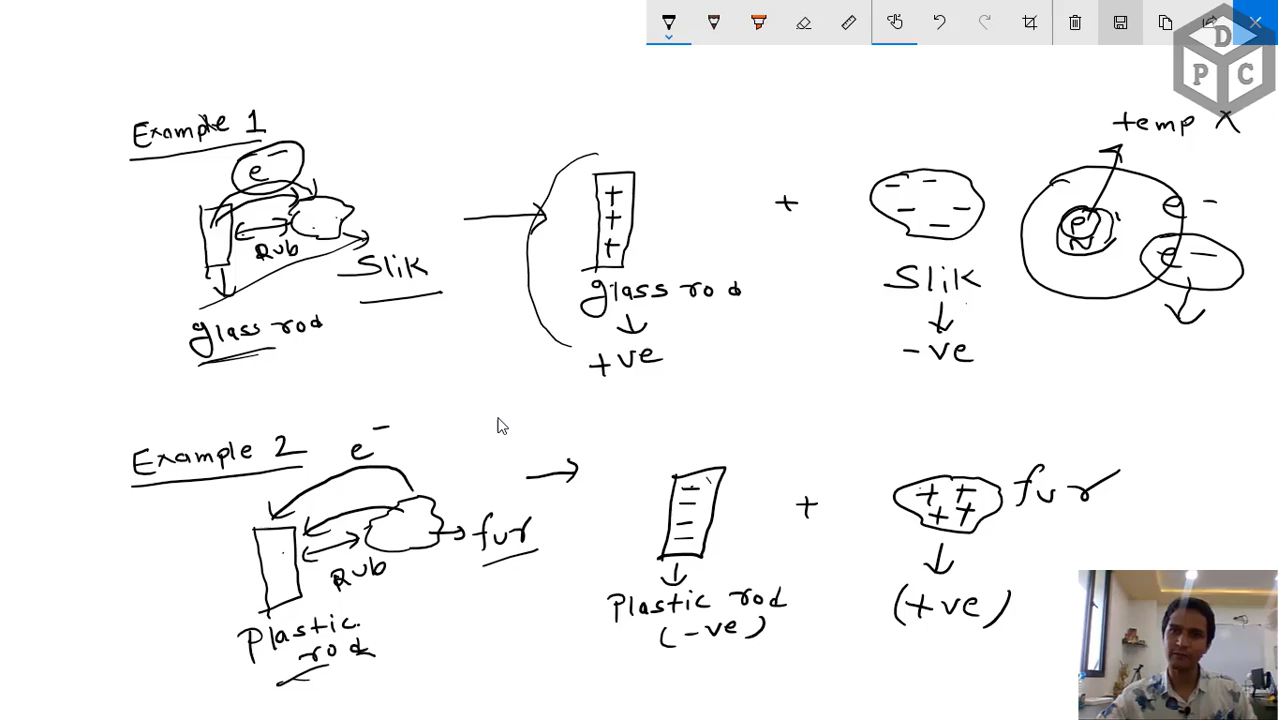 D
P C
temp X
Example 1
e-
Rub
Slik
glass rod
+
+
+
glass rod
+ve
+
- - - - -
Slik
-ve
P
N
e -
e -
Example 2
e-
Rub
fur
Plastic
rod
- - - -
Plastic rod
(-ve)
+
+ + + +
fur
(+ve)